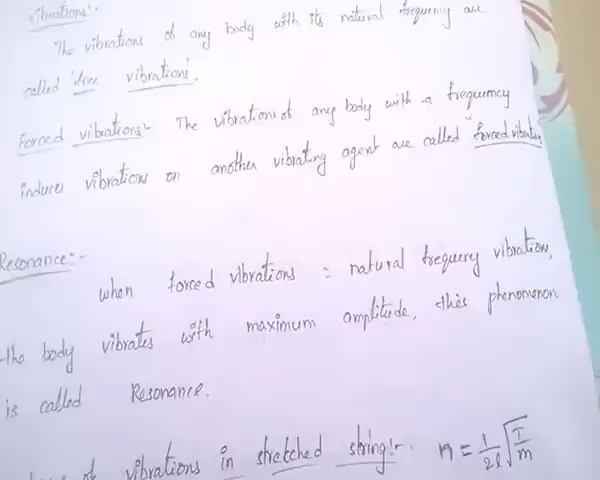 vibrations:-
The vibrations of any body with its natural frequency are
called 'free vibrations'.
Forced vibrations:- The vibrations of any body with a frequency
induces vibrations on another vibrating agent are called "forced
Resonance:-
when forced vibrations = natural frequery vibration,
the body vibrates with maximum amplitude, this phenomenon
is called Resonance.
of vibrations in stretched string:- n = 1/2l √T/m